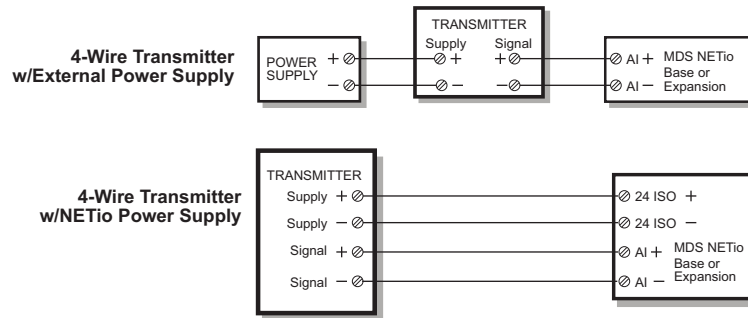 4-Wire Transmitter
w/External Power Supply
POWER
SUPPLY
+
−
TRANSMITTER
Supply Signal
+ +
− −
AI +
AI −
MDS NETio
Base or
Expansion
4-Wire Transmitter
w/NETio Power Supply
TRANSMITTER
Supply +
Supply −
Signal +
Signal −
24 ISO +
24 ISO −
AI +
AI −
MDS NETio
Base or
Expansion